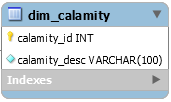 dim_calamity
calamity_id INT
calamity_desc VARCHAR(100)
Indexes